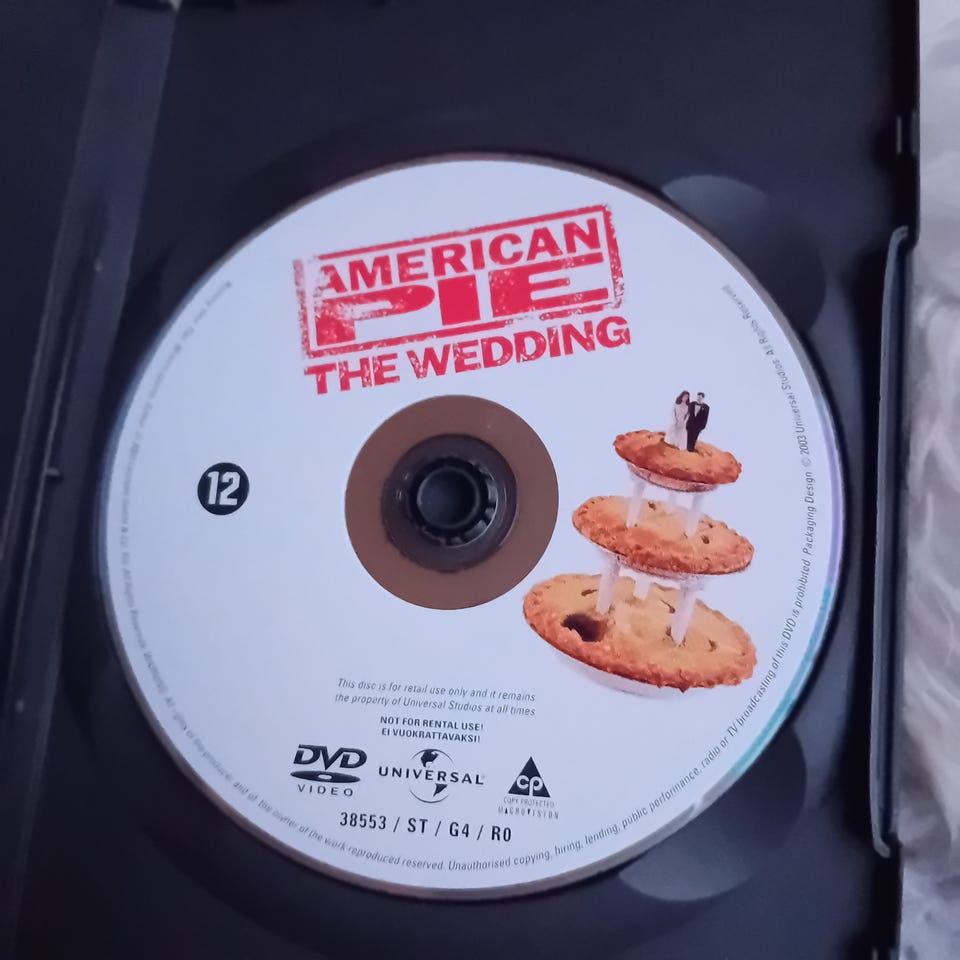 AMERICAN
PIE
THE WEDDING
12
This disc is for retail use only and it remains
the property of Universal Studios at all times
NOT FOR RENTAL USE!
EI VUOKRATTAVAKSI!
DVD
VIDEO
UNIVERSAL
CP
COPY PROTECTED
MACROVISION
38553 / ST / G4 / R0
and of the owner of the work reproduced reserved. Unauthorised copying, hiring, lending, public performance, radio or TV broadcasting of this DVD is prohibited. Packaging Design © 2003 Universal Studios. All Rights Reserved